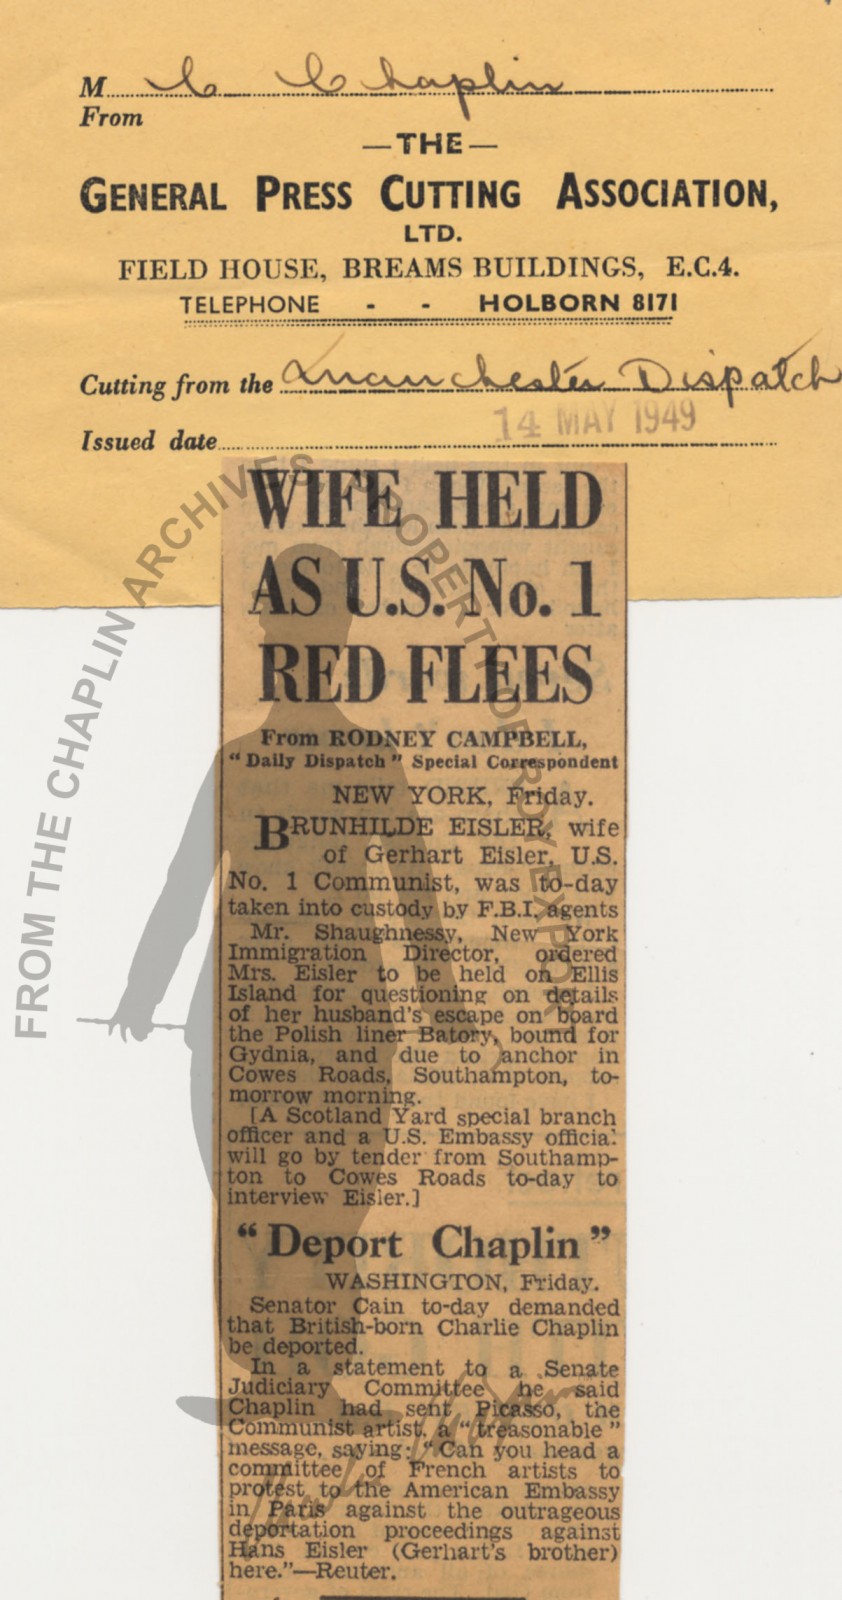 M C Chaplin
From
—THE—
GENERAL PRESS CUTTING ASSOCIATION,
LTD.
FIELD HOUSE, BREAMS BUILDINGS, E.C.4.
TELEPHONE - - HOLBORN 8171
Cutting from the Manchester Dispatch
14 MAY 1949
Issued date
WIFE HELD
AS U.S. No. 1
RED FLEES
From RODNEY CAMPBELL,
"Daily Dispatch" Special Correspondent
NEW YORK, Friday.
BRUNHILDE EISLER, wife
of Gerhart Eisler, U.S.
No. 1 Communist, was to-day
taken into custody by F.B.I. agents
Mr. Shaughnessy, New York
Immigration Director, ordered
Mrs. Eisler to be held on Ellis
Island for questioning on details
of her husband's escape on board
the Polish liner Batory, bound for
Gydnia, and due to anchor in
Cowes Roads, Southampton, to-
morrow morning.
[A Scotland Yard special branch
officer and a U.S. Embassy official
will go by tender from Southamp-
ton to Cowes Roads to-day to
interview Eisler.]
"Deport Chaplin"
WASHINGTON, Friday.
Senator Cain to-day demanded
that British-born Charlie Chaplin
be deported.
In a statement to a Senate
Judiciary Committee he said
Chaplin had sent Picasso, the
Communist artist, a "treasonable"
message, saying: "Can you head a
committee of French artists to
protest to the American Embassy
in Paris against the outrageous
deportation proceedings against
Hans Eisler (Gerhart's brother)
here."—Reuter.
FROM THE CHAPLIN ARCHIVES, PROPERTY OF ROY EXPORT